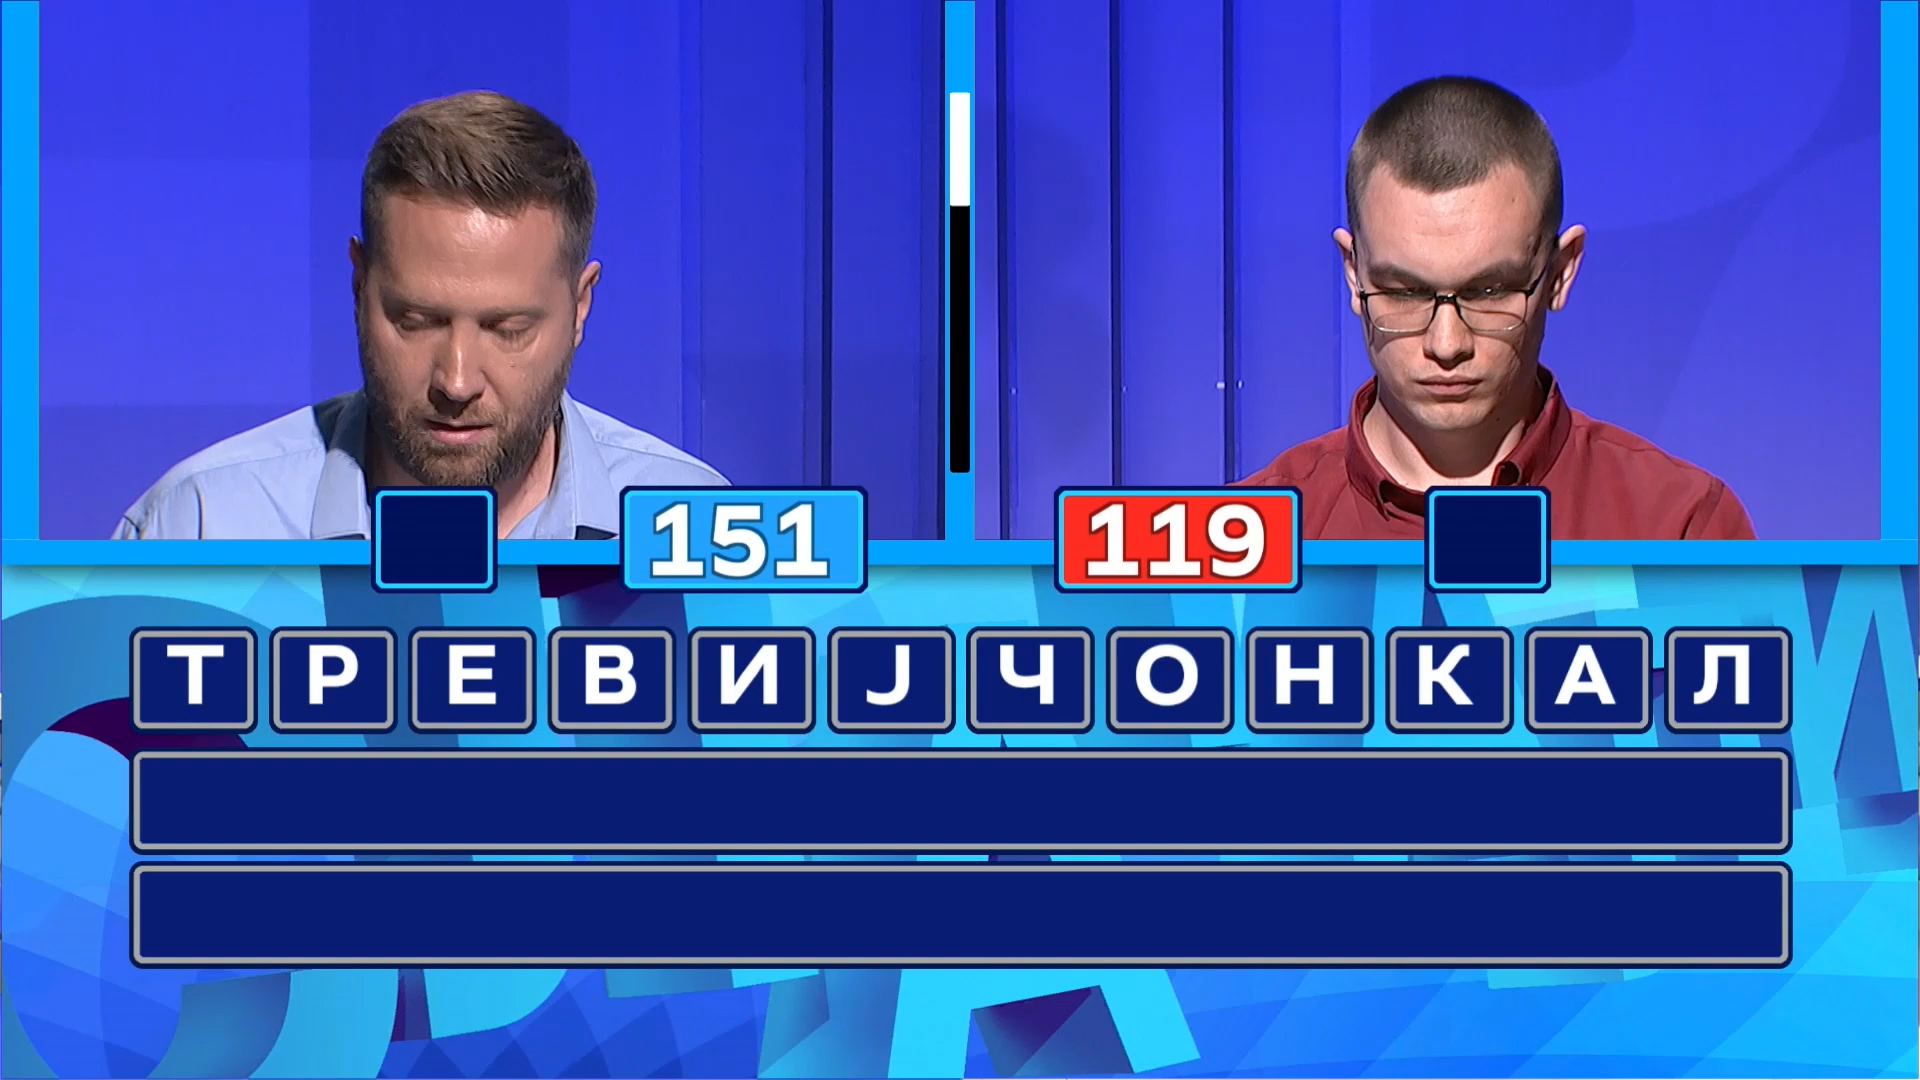 151 119
Т Р Е В И Ј Ч О Н К А Л